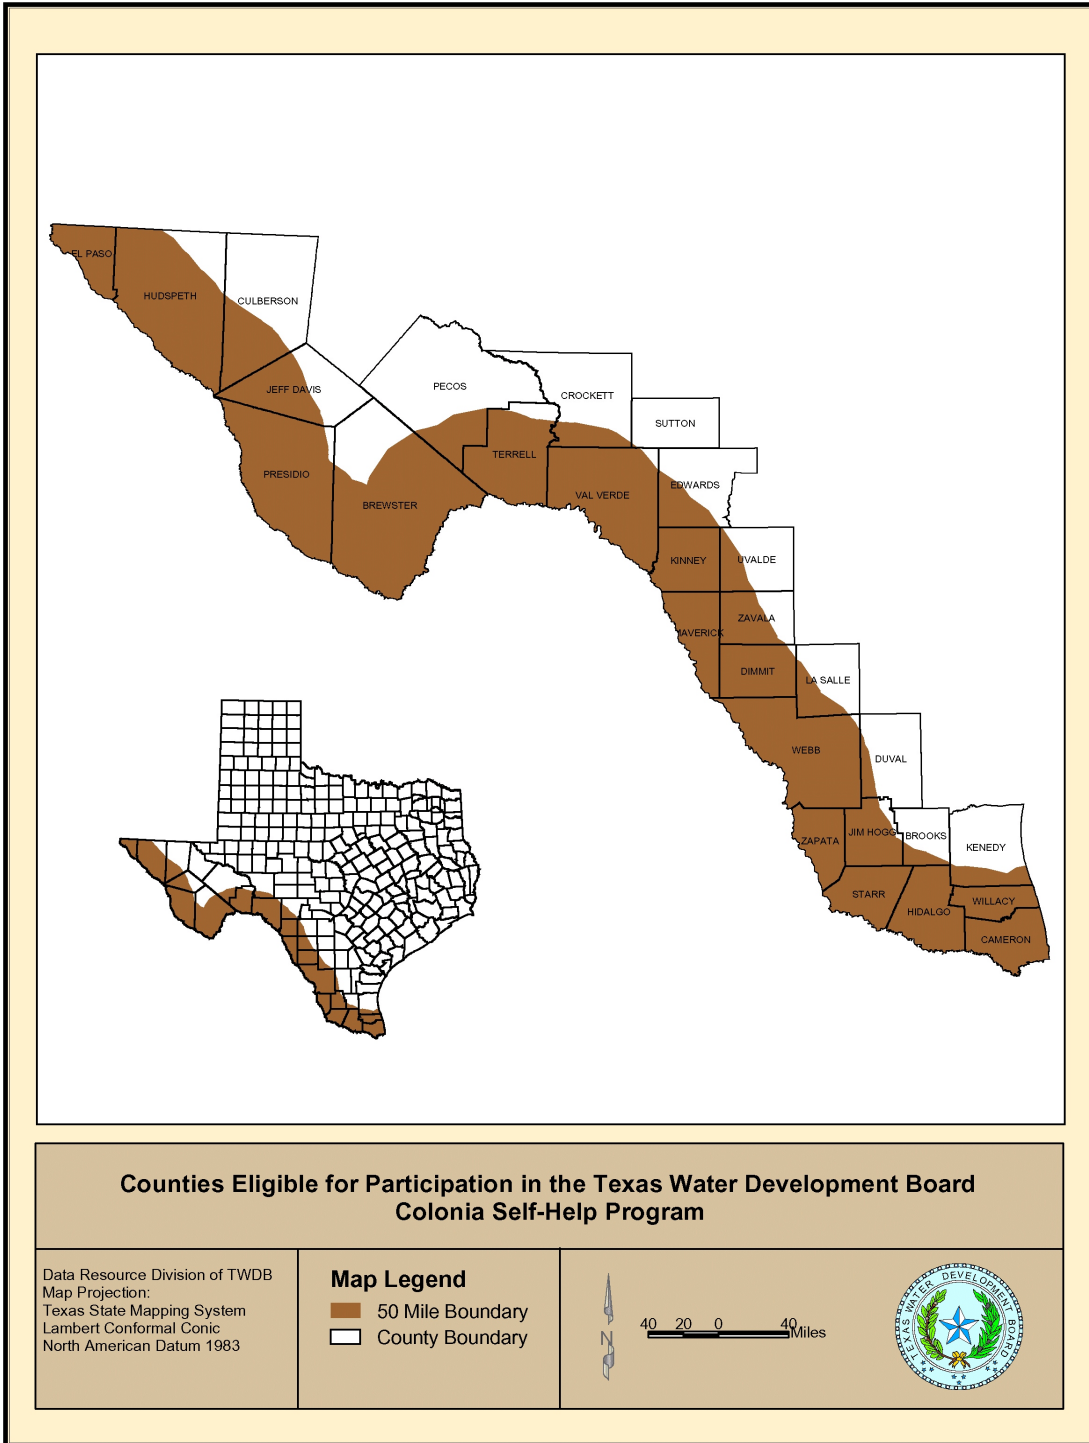 EL PASO
HUDSPETH
CULBERSON
JEFF DAVIS
PECOS
CROCKETT
SUTTON
TERRELL
PRESIDIO
BREWSTER
VAL VERDE
EDWARDS
KINNEY
UVALDE
MAVERICK
ZAVALA
DIMMIT
LA SALLE
WEBB
DUVAL
ZAPATA
JIM HOGG
BROOKS
KENEDY
STARR
HIDALGO
WILLACY
CAMERON
Counties Eligible for Participation in the Texas Water Development Board
Colonia Self-Help Program
Data Resource Division of TWDB
Map Projection:
Texas State Mapping System
Lambert Conformal Conic
North American Datum 1983
Map Legend
50 Mile Boundary
County Boundary
N
40 20 0 40 Miles
TEXAS WATER DEVELOPMENT BOARD